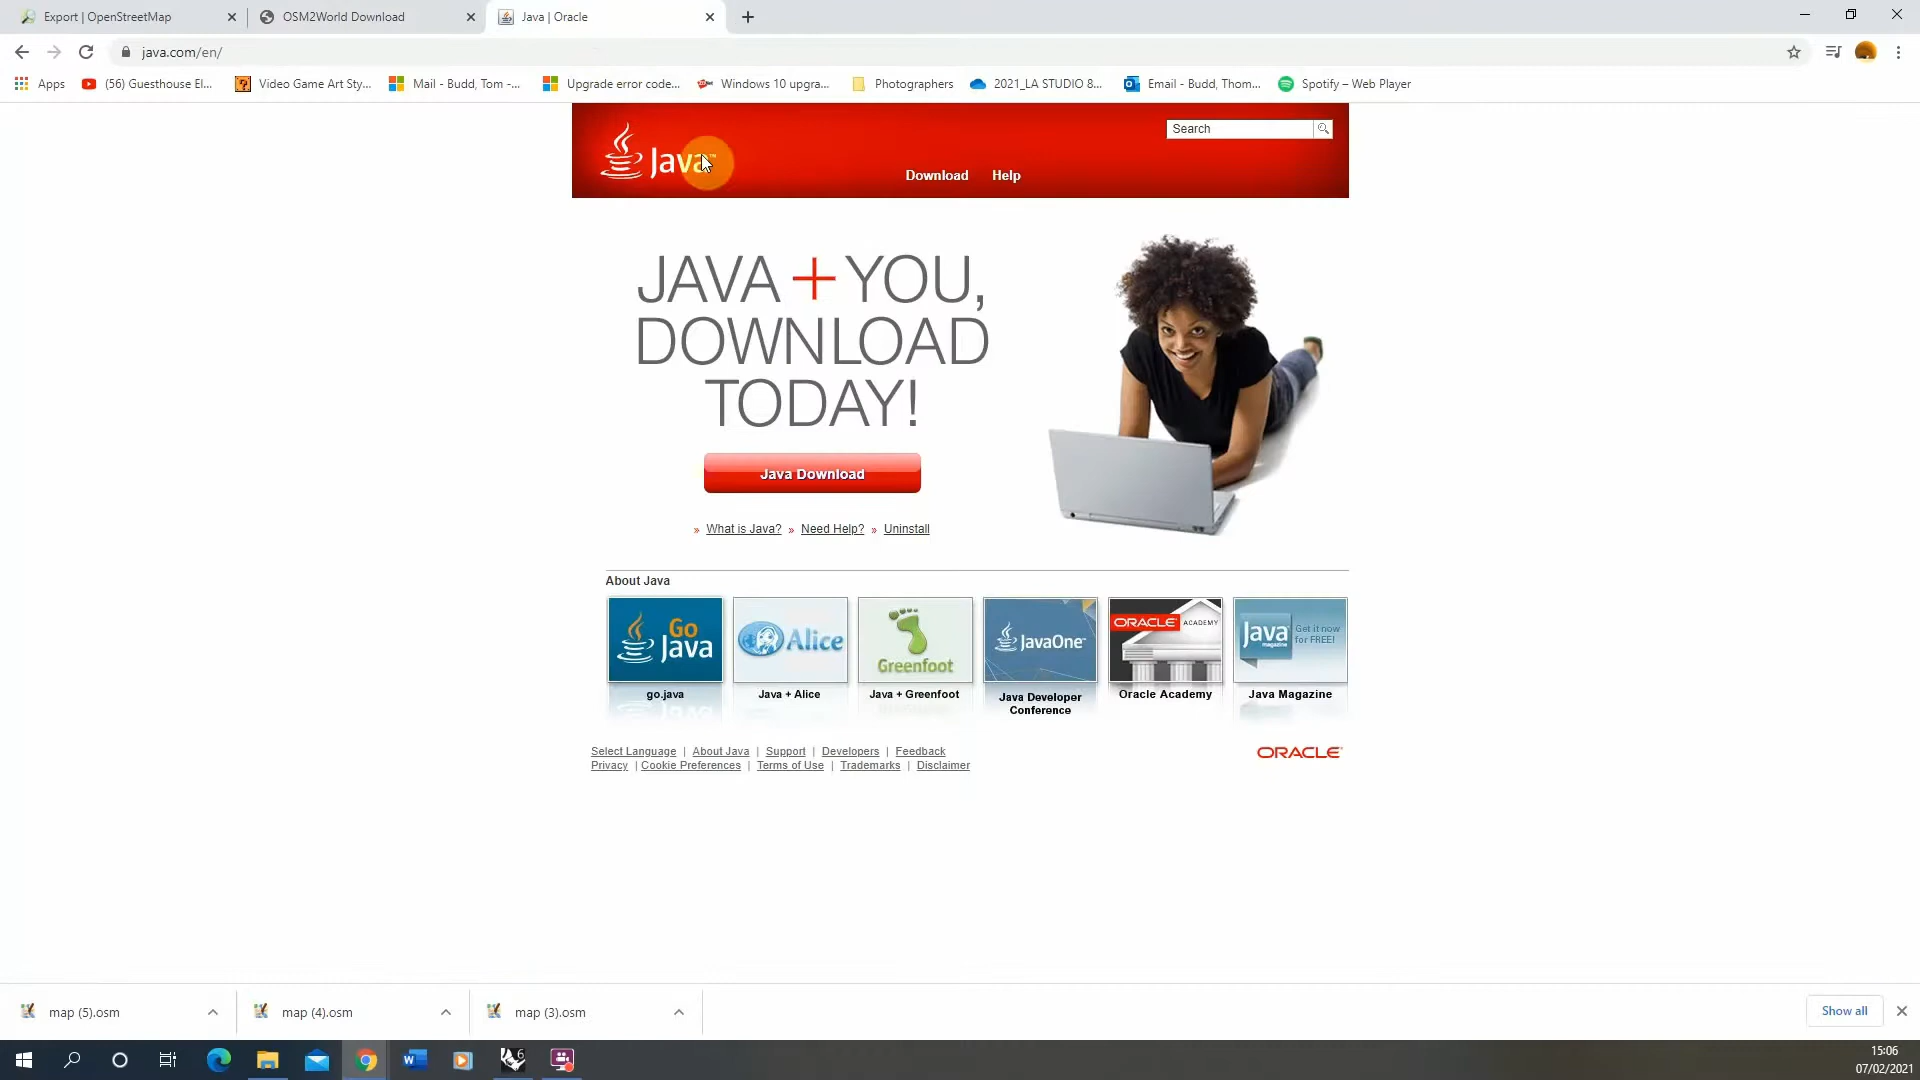 Export | OpenStreetMap
OSM2World Download
Java | Oracle
java.com/en/
Apps
(56) Guesthouse El...
Video Game Art Sty...
Mail - Budd, Tom -...
Upgrade error code...
Windows 10 upgra...
Photographers
2021_LA STUDIO 8...
Email - Budd, Thom...
Spotify – Web Player
Java
Search
Download
Help
JAVA + YOU,
DOWNLOAD
TODAY!
Java Download
» What is Java? » Need Help? » Uninstall
About Java
Go
Java
Alice
Greenfoot
JavaOne™
ORACLE ACADEMY
Java magazine
Get it now
for FREE!
go.java
Java + Alice
Java + Greenfoot
Java Developer
Conference
Oracle Academy
Java Magazine
Select Language | About Java | Support | Developers | Feedback
Privacy | Cookie Preferences | Terms of Use | Trademarks | Disclaimer
ORACLE
map (5).osm
map (4).osm
map (3).osm
Show all
W
6
15:06
07/02/2021